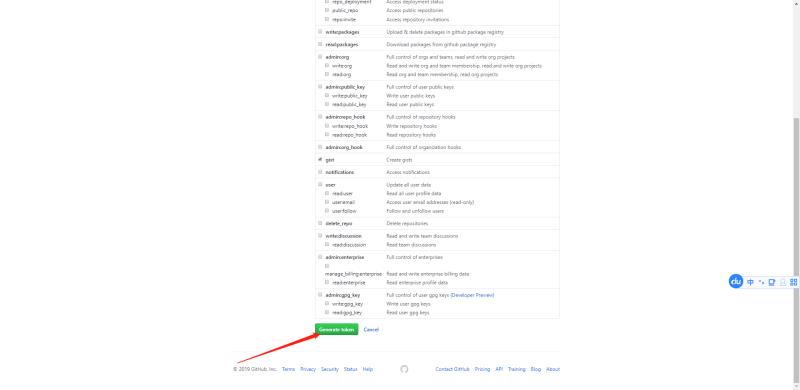 repo_deployment Access deployment status
public_repo Access public repositories
repo:invite Access repository invitations
write:packages Upload & delete packages in github package registry
read:packages Download packages from github package registry
admin:org Full control of orgs and teams, read and write org projects
write:org Read and write org and team membership, read and write org projects
read:org Read org and team membership, read org projects
admin:public_key Full control of user public keys
write:public_key Write user public keys
read:public_key Read user public keys
admin:repo_hook Full control of repository hooks
write:repo_hook Write repository hooks
read:repo_hook Read repository hooks
admin:org_hook Full control of organization hooks
gist Create gists
notifications Access notifications
user Update all user data
read:user Read all user profile data
user:email Access user email addresses (read-only)
user:follow Follow and unfollow users
delete_repo Delete repositories
write:discussion Read and write team discussions
read:discussion Read team discussions
admin:enterprise Full control of enterprises
manage_billing:enterprise Read and write enterprise billing data
read:enterprise Read enterprise profile data
admin:gpg_key Full control of user gpg keys (Developer Preview)
write:gpg_key Write user gpg keys
read:gpg_key Read user gpg keys
Generate token Cancel
© 2019 GitHub, Inc. Terms Privacy Security Status Help Contact GitHub Pricing API Training Blog About
du 中